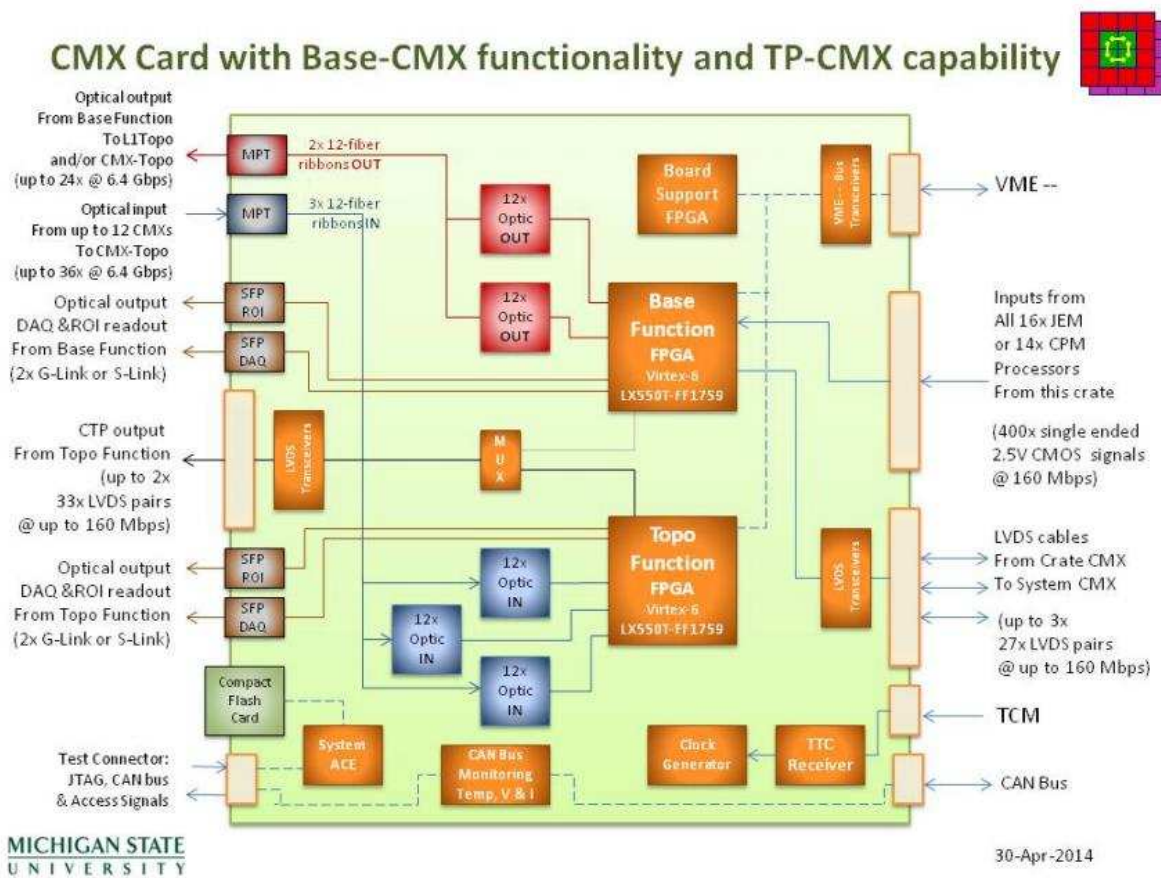 CMX Card with Base-CMX functionality and TP-CMX capability
Optical output
From Base Function
To L1Topo
and/or CMX-Topo
(up to 24x @ 6.4 Gbps)
Optical input
From up to 12 CMXs
To CMX-Topo
(up to 36x @ 6.4 Gbps)
Optical output
DAQ &ROI readout
From Base Function
(2x G-Link or S-Link)
CTP output
From Topo Function
(up to 2x
33x LVDS pairs
@ up to 160 Mbps)
Optical output
DAQ &ROI readout
From Topo Function
(2x G-Link or S-Link)
Test Connector:
JTAG, CAN bus
& Access Signals
MPT
2x 12-fiber
ribbons OUT
MPT
3x 12-fiber
ribbons IN
SFP
ROI
SFP
DAQ
LVDS
Transceivers
SFP
ROI
SFP
DAQ
Compact
Flash
Card
System
ACE
12x
Optic
OUT
12x
Optic
OUT
MUX
12x
Optic
IN
12x
Optic
IN
12x
Optic
IN
CAN Bus
Monitoring
Temp, V & I
Board
Support
FPGA
Base
Function
FPGA
Virtex-6
LX550T-FF1759
Topo
Function
FPGA
Virtex-6
LX550T-FF1759
Clock
Generator
TTC
Receiver
VME-- Bus
Transceivers
LVDS
Transceivers
VME --
Inputs from
All 16x JEM
or 14x CPM
Processors
From this crate
(400x single ended
2.5V CMOS signals
@ 160 Mbps)
LVDS cables
From Crate CMX
To System CMX
(up to 3x
27x LVDS pairs
@ up to 160 Mbps)
TCM
CAN Bus
MICHIGAN STATE
UNIVERSITY
30-Apr-2014